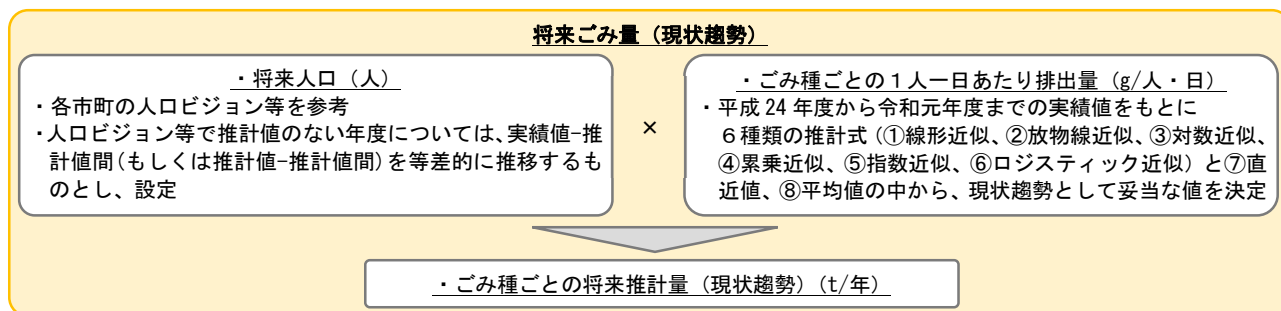 将来ごみ量（現状趨勢）
・将来人口（人）
・各市町の人口ビジョン等を参考
・人口ビジョン等で推計値のない年度については、実績値-推
計値間（もしくは推計値-推計値間）を等差的に推移するも
のとし、設定
×
・ごみ種ごとの１人一日あたり排出量（g/人・日）
・平成 24 年度から令和元年度までの実績値をもとに
６種類の推計式（①線形近似、②放物線近似、③対数近似、
④累乗近似、⑤指数近似、⑥ロジスティック近似）と⑦直
近値、⑧平均値の中から、現状趨勢として妥当な値を決定
・ごみ種ごとの将来推計量（現状趨勢）（t/年）